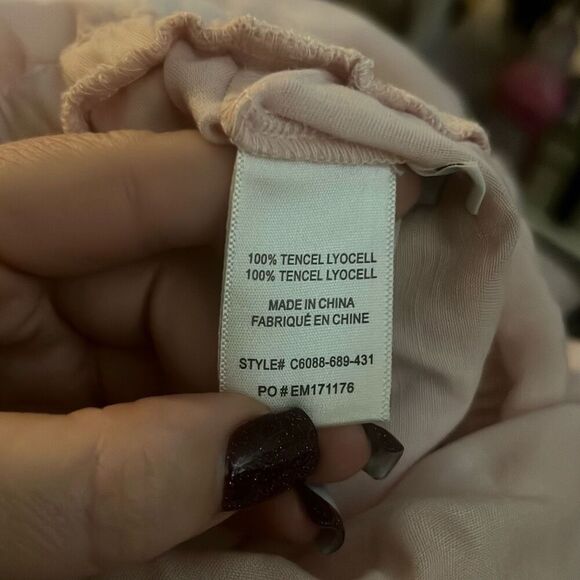 100% TENCEL LYOCELL
100% TENCEL LYOCELL
MADE IN CHINA
FABRIQUÉ EN CHINE
STYLE# C6088-689-431
PO # EM171176